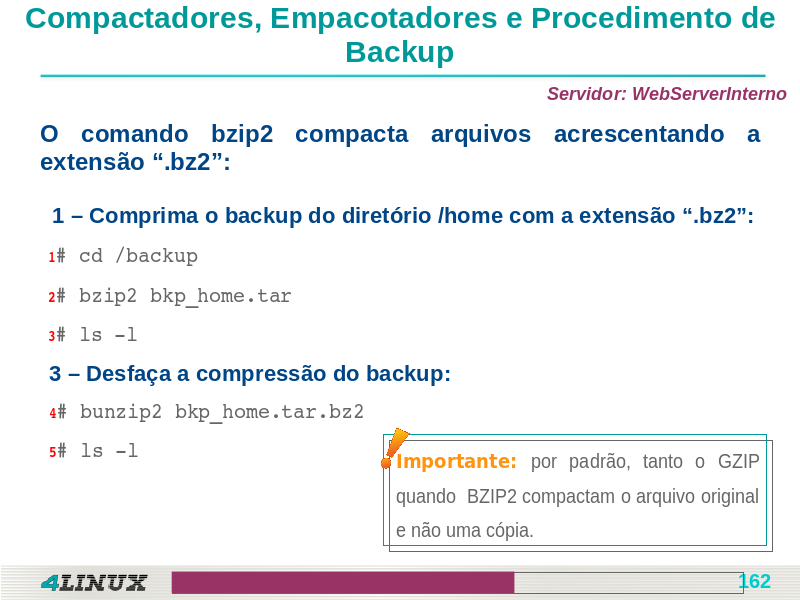 Compactadores, Empacotadores e Procedimento de
Backup
Servidor: WebServerInterno
O comando bzip2 compacta arquivos acrescentando a
extensão “.bz2”:
1 – Comprima o backup do diretório /home com a extensão “.bz2”:
1# cd /backup
2# bzip2 bkp_home.tar
3# ls -l
3 – Desfaça a compressão do backup:
4# bunzip2 bkp_home.tar.bz2
5# ls -l
Importante: por padrão, tanto o GZIP
quando BZIP2 compactam o arquivo original
e não uma cópia.
4LINUX
162